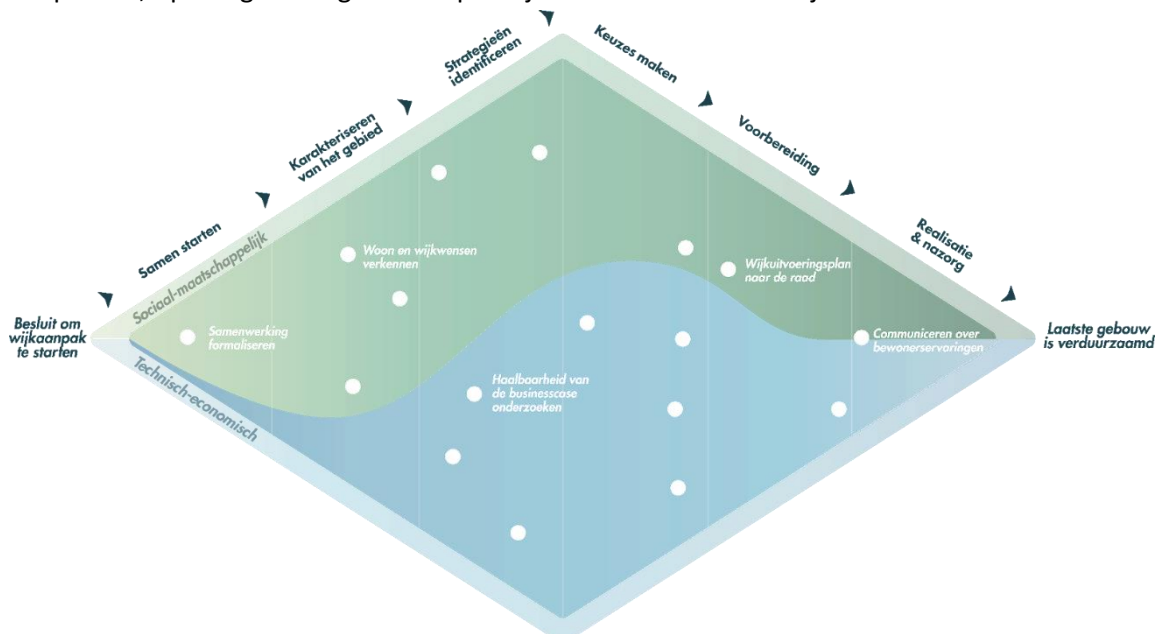 Strategieën
identificeren
Keuzes maken
Karakteriseren
van het gebied
Voorbereiding
Samen starten
Realisatie
& nazorg
Sociaal-maatschappelijk
Woon en wijkwensen
verkennen
Wijkuitvoeringsplan
naar de raad
Besluit om
wijkaanpak
te starten
Samenwerking
formaliseren
Communiceren over
bewonerservaringen
Laatste gebouw
is verduurzaamd
Technisch-economisch
Haalbaarheid van
de businesscase
onderzoeken